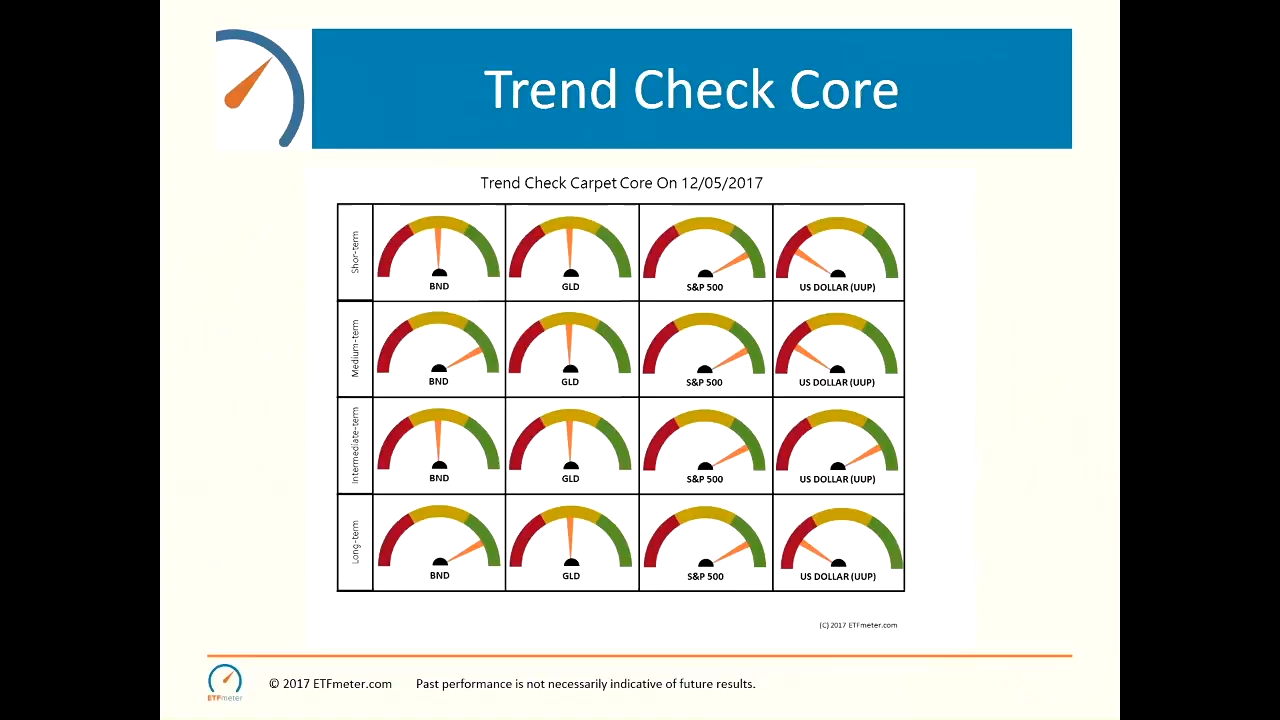 Trend Check Core
Trend Check Carpet Core On 12/05/2017
Shor-term
BND
GLD
S&P 500
US DOLLAR (UUP)
Medium-term
BND
GLD
S&P 500
US DOLLAR (UUP)
Intermediate-term
BND
GLD
S&P 500
US DOLLAR (UUP)
Long-term
BND
GLD
S&P 500
US DOLLAR (UUP)
(C) 2017 ETFmeter.com
ETFmeter
© 2017 ETFmeter.com Past performance is not necessarily indicative of future results.